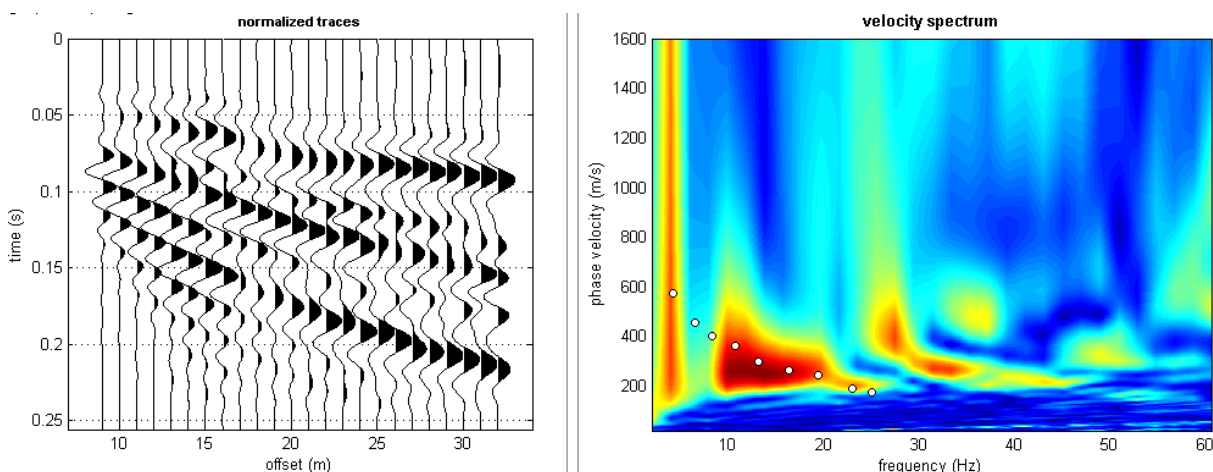 normalized traces
0
0.05
0.1
0.15
0.2
0.25
time (s)
10 15 20 25 30
offset (m)
velocity spectrum
1600
1400
1200
1000
800
600
400
200
phase velocity (m/s)
10 20 30 40 50 60
frequency (Hz)